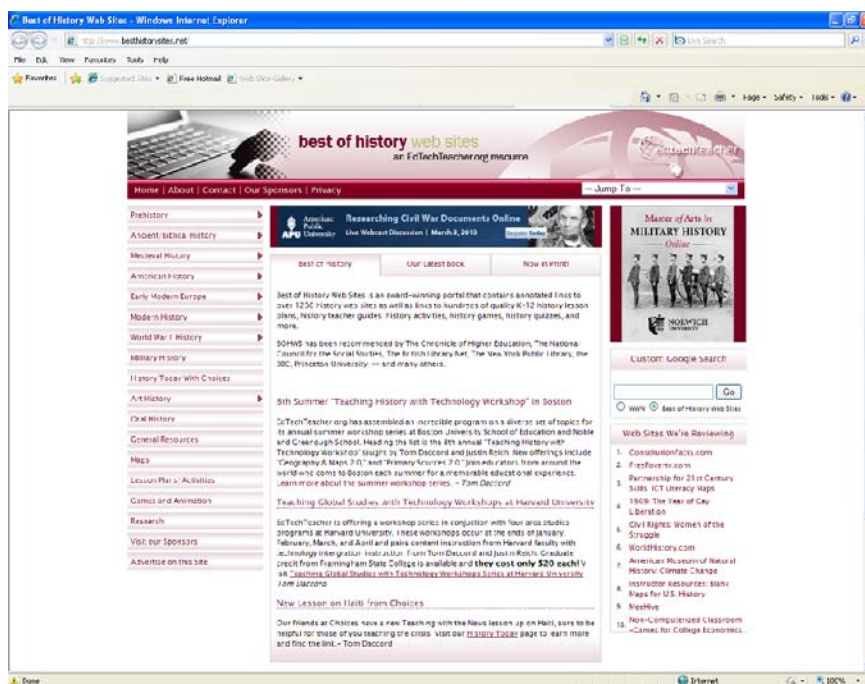 Best of History Web Sites - Windows Internet Explorer
http://www.besthistorysites.net
Live Search
File Edit View Favorites Tools Help
Favorites Suggested Sites Free Hotmail Web Slice Gallery
Page Safety Tools
best of history web sites
an EdTechTeacher.org resource
edtechteacher
Home | About | Contact | Our Sponsors | Privacy
-- Jump To --
Prehistory
Ancient/Biblical History
Medieval History
American History
Early Modern Europe
Modern History
World War I History
Military History
History Today With Choices
Art History
Oral History
General Resources
Maps
Lesson Plans/Activities
Games and Animation
Research
Visit our Sponsors
Advertise on this Site
APU American Public University
Researching Civil War Documents Online
Live Webcast Discussion | March 3, 2010
Register Today
Best of History
Our Latest Book
Now in Print!
Best of History Web Sites is an award-winning portal that contains annotated links to
over 1200 history web sites as well as links to hundreds of quality K-12 history lesson
plans, history teacher guides, history activities, history games, history quizzes, and
more.
BOHWS has been recommended by The Chronicle of Higher Education, The National
Council for the Social Studies, The British Library Net, The New York Public Library, the
BBC, Princeton University -- and many others.
8th Summer "Teaching History with Technology Workshop" in Boston
EdTechTeacher.org has assembled an incredible program on a diverse set of topics for
its annual summer workshop series at Boston University School of Education and Noble
and Greenough School. Heading the list is the 8th annual "Teaching History with
Technology Workshop" taught by Tom Daccord and Justin Reich. New offerings include
"Geography & Maps 2.0," and "Primary Sources 2.0." Join educators from around the
world who come to Boston each summer for a memorable educational experience.
Learn more about the summer workshop series. - Tom Daccord
Teaching Global Studies with Technology Workshops at Harvard University
EdTechTeacher is offering a workshop series in conjuction with four area studies
programs at Harvard University. These workshops occur at the ends of January,
February, March, and April and pairs content instruction from Harvard faculty with
technology intergration instruction from Tom Daccord and Justin Reich. Graduate
credit from Framingham State College is available and they cost only $20 each! V
isit Teaching Global Studies with Technology Workshops Series at Harvard University
Tom Daccord
New Lesson on Haiti from Choices
Our friends at Choices have a new Teaching with the News lesson up on Haiti, sure to be
helpful for those of you teaching the crisis. Visit our History Today page to learn more
and find the link.- Tom Daccord
Master of Arts in
MILITARY HISTORY
Online
NORWICH
UNIVERSITY
Custom Google Search
Go
WWW Best of History Web Sites
Web Sites We're Reviewing
1. ConstitutionFacts.com
2. FreePoverty.com
3. Partnership for 21st Century
Skills: ICT Literacy Maps
4. 1969: The Year of Gay
Liberation
5. Civil Rights: Women of the
Struggle
6. WorldHistory.com
7. American Museum of Natural
History: Climate Change
8. Instructor Resources: Blank
Maps for U.S. History
9. MeeHive
10. Non-Computerized Classroom
-Games for College Economics
Done
Internet
100%